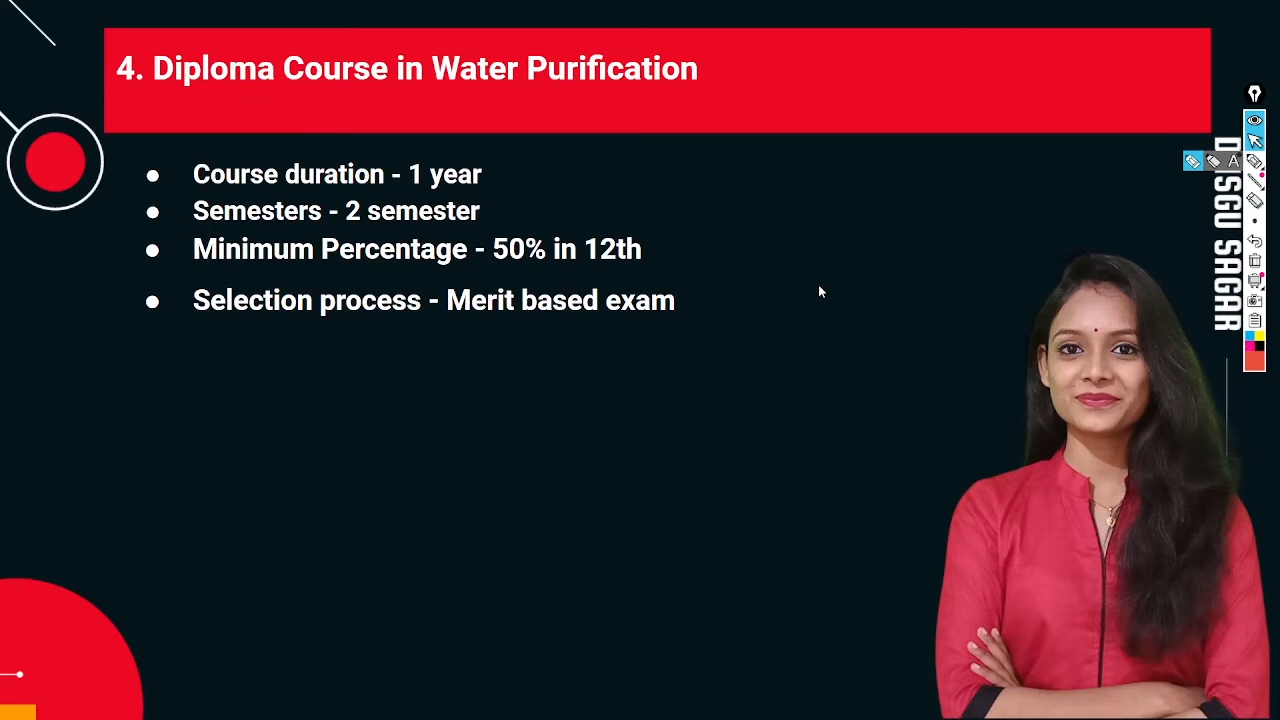 4. Diploma Course in Water Purification
● Course duration - 1 year
● Semesters - 2 semester
● Minimum Percentage - 50% in 12th
● Selection process - Merit based exam
A
SAGAR